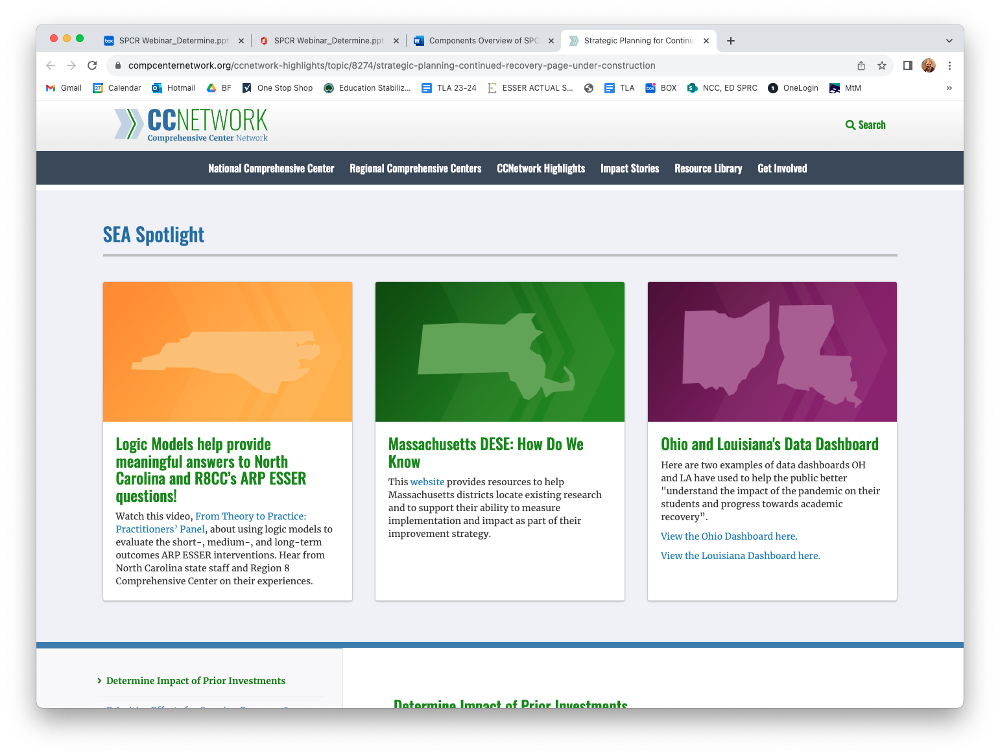 SPCR Webinar_Determine.ppt
SPCR Webinar_Determine.ppt
Components Overview of SPC
Strategic Planning for Continu
compcenternetwork.org/ccnetwork-highlights/topic/8274/strategic-planning-continued-recovery-page-under-construction
Gmail
27
Calendar
Hotmail
BF
One Stop Shop
Education Stabiliz...
TLA 23-24
ESSER ACTUAL S...
TLA
box
BOX
NCC, ED SPRC
OneLogin
MtM
CCNETWORK
Comprehensive Center Network
Search
National Comprehensive Center
Regional Comprehensive Centers
CCNetwork Highlights
Impact Stories
Resource Library
Get Involved
SEA Spotlight
Logic Models help provide
meaningful answers to North
Carolina and R8CC’s ARP ESSER
questions!
Watch this video, From Theory to Practice:
Practitioners’ Panel, about using logic models to
evaluate the short-, medium-, and long-term
outcomes ARP ESSER interventions. Hear from
North Carolina state staff and Region 8
Comprehensive Center on their experiences.
Massachusetts DESE: How Do We
Know
This website provides resources to help
Massachusetts districts locate existing research
and to support their ability to measure
implementation and impact as part of their
improvement strategy.
Ohio and Louisiana's Data Dashboard
Here are two examples of data dashboards OH
and LA have used to help the public better
"understand the impact of the pandemic on their
students and progress towards academic
recovery”.
View the Ohio Dashboard here.
View the Louisiana Dashboard here.
Determine Impact of Prior Investments
Determine Impact of Prior Investments